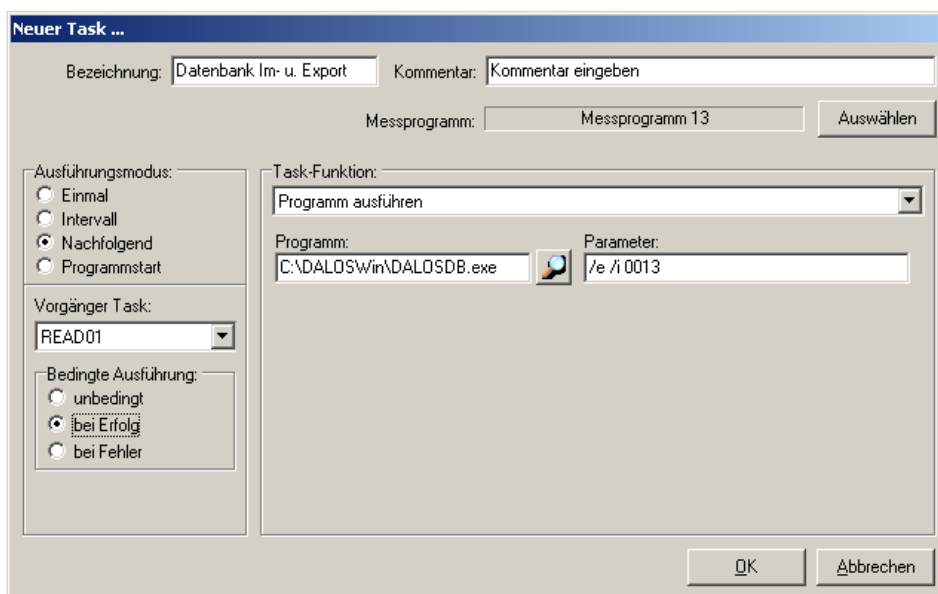 Neuer Task ...
Bezeichnung: Datenbank Im- u. Export Kommentar: Kommentar eingeben
Messprogramm: Messprogramm 13 Auswählen
Ausführungsmodus:
Einmal
Intervall
Nachfolgend
Programmstart
Vorgänger Task:
READ01
Bedingte Ausführung:
unbedingt
bei Erfolg
bei Fehler
Task-Funktion:
Programm ausführen
Programm: Parameter:
C:\DALOSWin\DALOSDB.exe /e /i 0013
OK Abbrechen